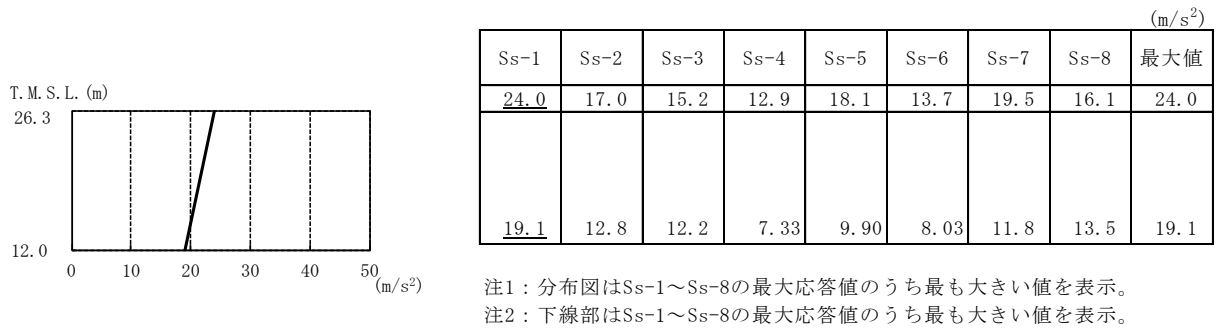 (m/s²)
Ss-1 Ss-2 Ss-3 Ss-4 Ss-5 Ss-6 Ss-7 Ss-8 最大値
24.0 17.0 15.2 12.9 18.1 13.7 19.5 16.1 24.0
19.1 12.8 12.2 7.33 9.90 8.03 11.8 13.5 19.1
T.M.S.L.(m)
26.3
12.0
0 10 20 30 40 50
(m/s²)
注1：分布図はSs-1～Ss-8の最大応答値のうち最も大きい値を表示。
注2：下線部はSs-1～Ss-8の最大応答値のうち最も大きい値を表示。